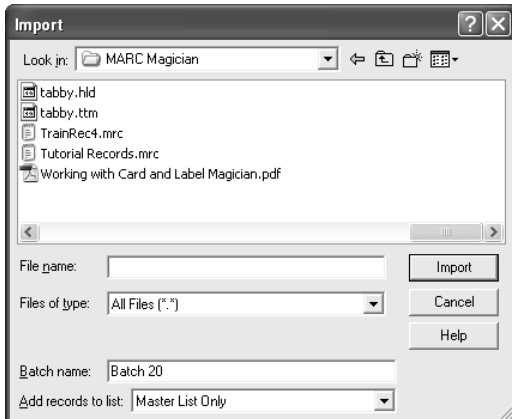 Import
Look in: MARC Magician
tabby.hld
tabby.ttm
TrainRec4.mrc
Tutorial Records.mrc
Working with Card and Label Magician.pdf
File name: Import
Files of type: All Files (*.*) Cancel
Help
Batch name: Batch 20
Add records to list: Master List Only